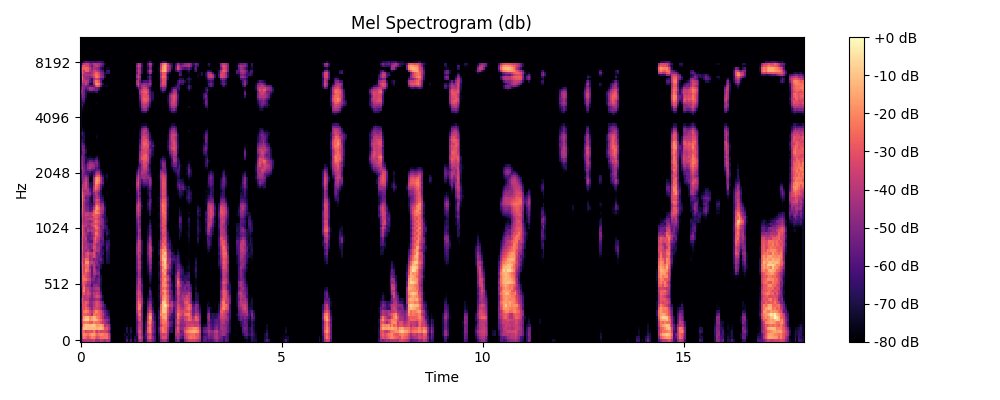 Mel Spectrogram (db)
Hz
8192
4096
2048
1024
512
0
0 5 10 15
Time
+0 dB
-10 dB
-20 dB
-30 dB
-40 dB
-50 dB
-60 dB
-70 dB
-80 dB